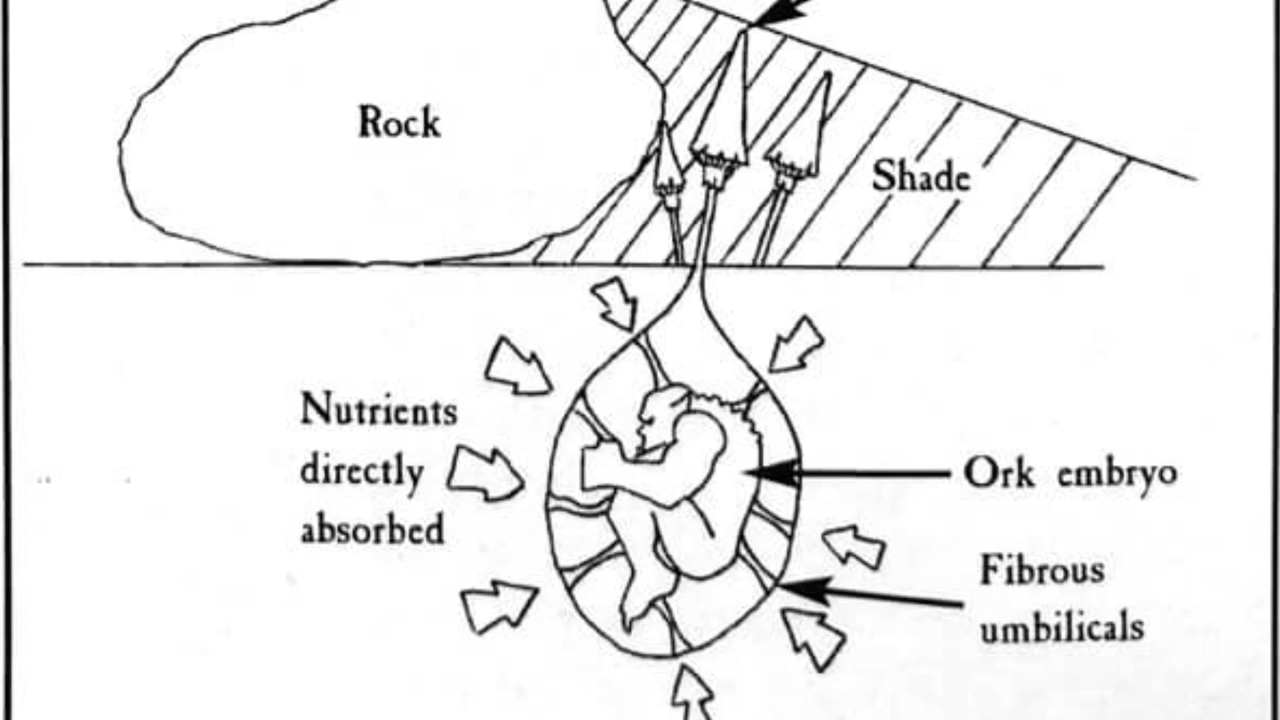 Rock
Shade
Nutrients
directly
absorbed
Ork embryo
Fibrous
umbilicals